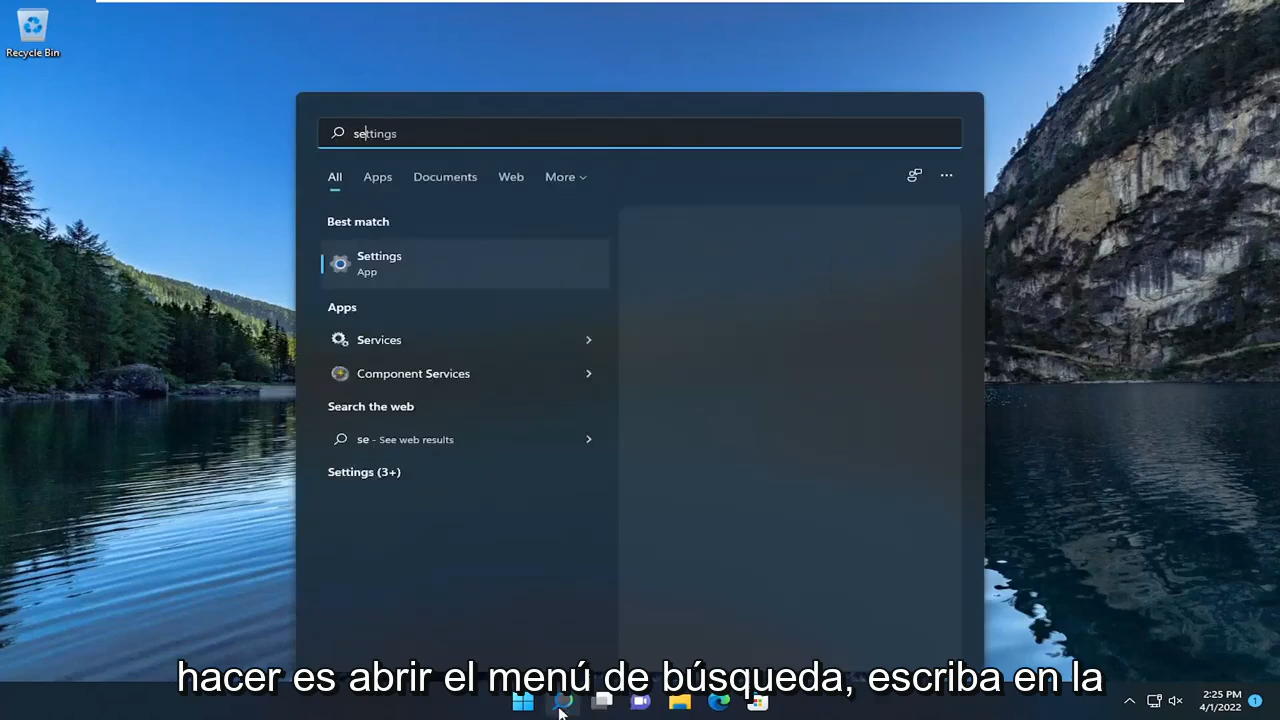 Recycle Bin
settings
All Apps Documents Web More
Best match
Settings
App
Apps
Services
Component Services
Search the web
se - See web results
Settings (3+)
hacer es abrir el menú de búsqueda, escriba en la
2:25 PM
4/1/2022
1